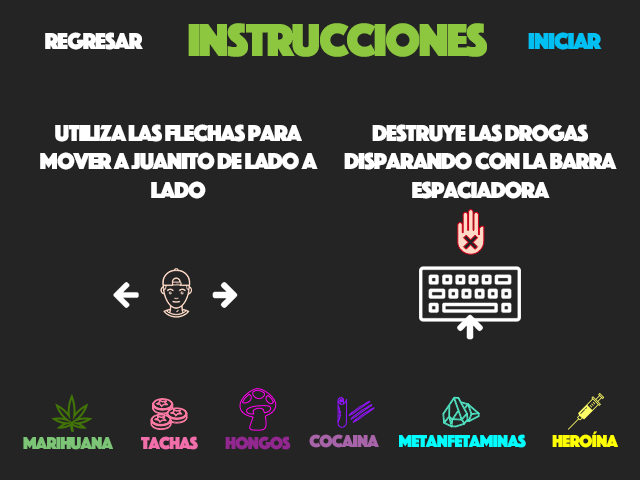 REGRESAR
INSTRUCCIONES
INICIAR
UTILIZA LAS FLECHAS PARA
MOVER A JUANITO DE LADO A
LADO
DESTRUYE LAS DROGAS
DISPARANDO CON LA BARRA
ESPACIADORA
MARIHUANA
TACHAS
HONGOS
COCAINA
METANFETAMINAS
HEROÍNA